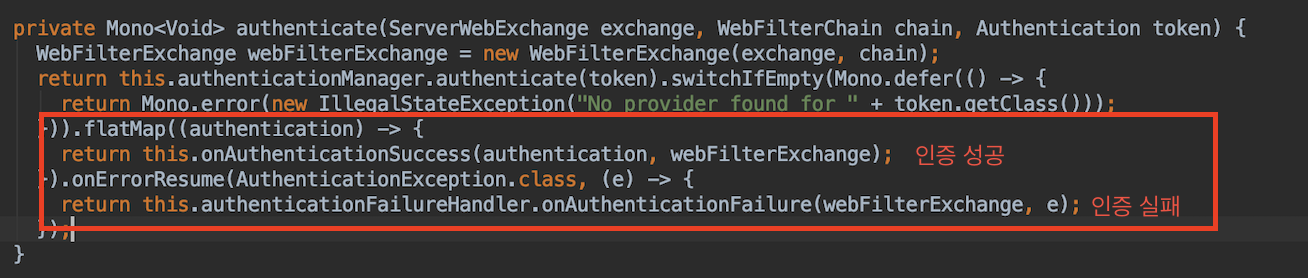 private Mono<Void> authenticate(ServerWebExchange exchange, WebFilterChain chain, Authentication token) {
  WebFilterExchange webFilterExchange = new WebFilterExchange(exchange, chain);
  return this.authenticationManager.authenticate(token).switchIfEmpty(Mono.defer(() -> {
    return Mono.error(new IllegalStateException("No provider found for " + token.getClass()));
  })).flatMap((authentication) -> {
    return this.onAuthenticationSuccess(authentication, webFilterExchange); 인증 성공
  }).onErrorResume(AuthenticationException.class, (e) -> {
    return this.authenticationFailureHandler.onAuthenticationFailure(webFilterExchange, e); 인증 실패
  });
}